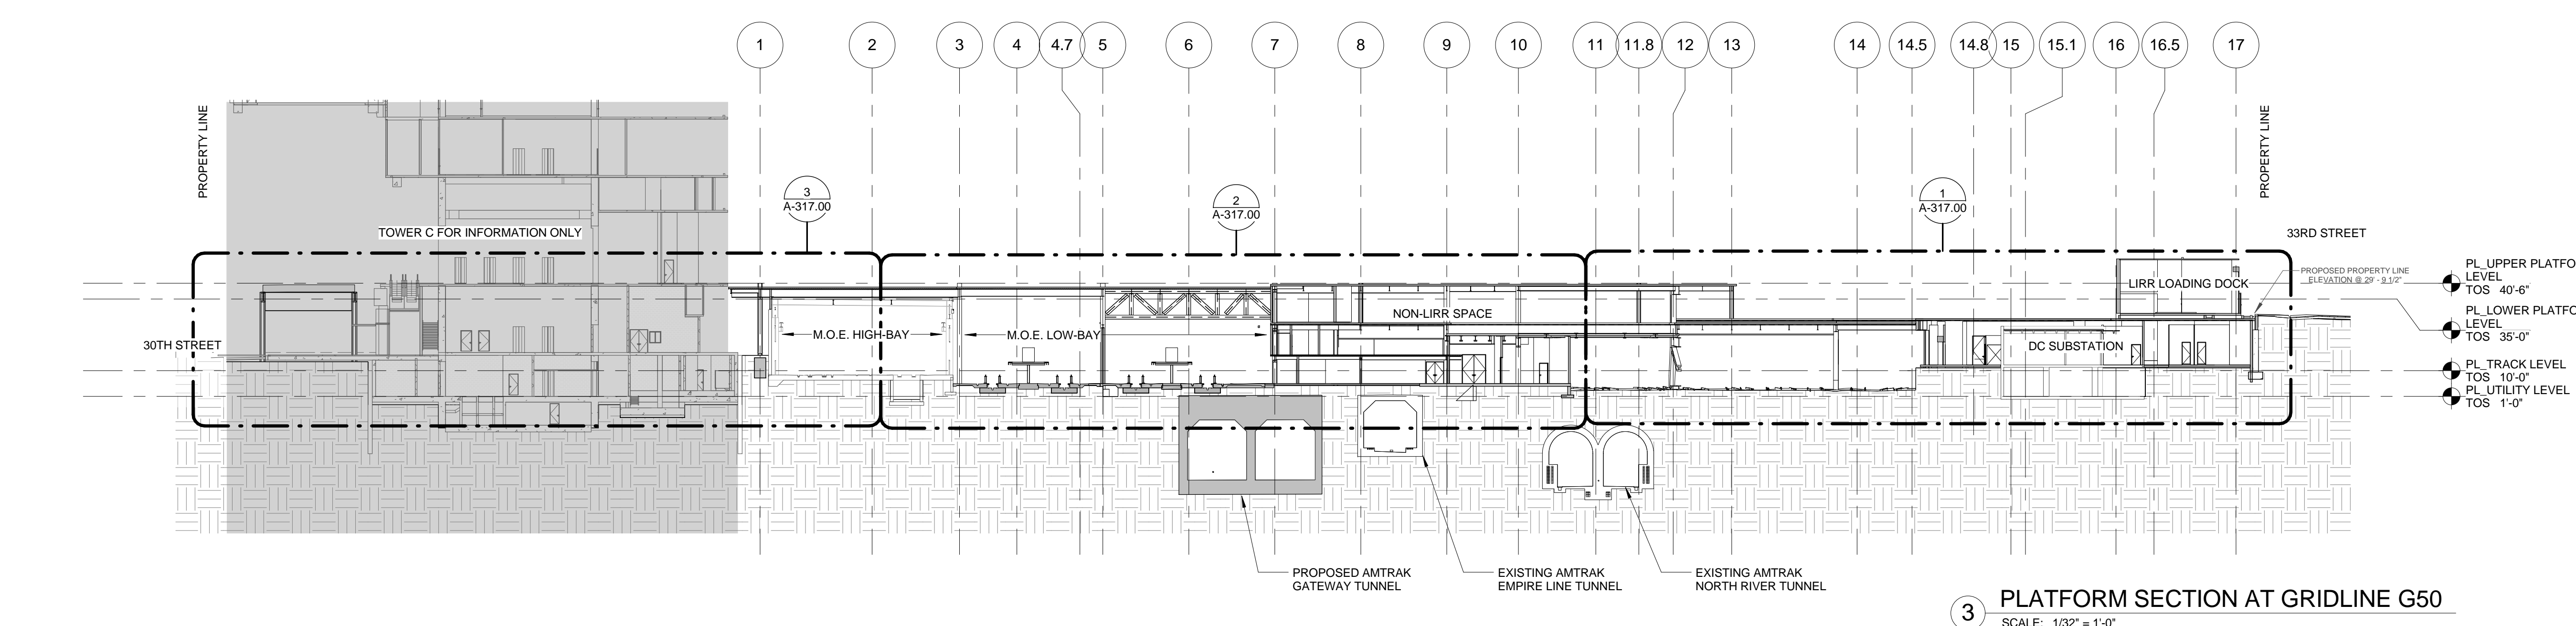 1 2 3 4 4.7 5 6 7 8 9 10 11 11.8 12 13 14 14.5 14.8 15 15.1 16 16.5 17
PROPERTY LINE
PROPERTY LINE
3
A-317.00
2
A-317.00
1
A-317.00
TOWER C FOR INFORMATION ONLY
33RD STREET
PL_UPPER PLATFO
LEVEL
TOS 40'-6"
PROPOSED PROPERTY LINE
ELEVATION @ 29' - 9 1/2"
LIRR LOADING DOCK
PL_LOWER PLATFO
LEVEL
TOS 35'-0"
NON-LIRR SPACE
M.O.E. HIGH-BAY
M.O.E. LOW-BAY
30TH STREET
DC SUBSTATION
PL_TRACK LEVEL
TOS 10'-0"
PL_UTILITY LEVEL
TOS 1'-0"
PROPOSED AMTRAK
GATEWAY TUNNEL
EXISTING AMTRAK
EMPIRE LINE TUNNEL
EXISTING AMTRAK
NORTH RIVER TUNNEL
3
PLATFORM SECTION AT GRIDLINE G50
SCALE: 1/32" = 1'-0"